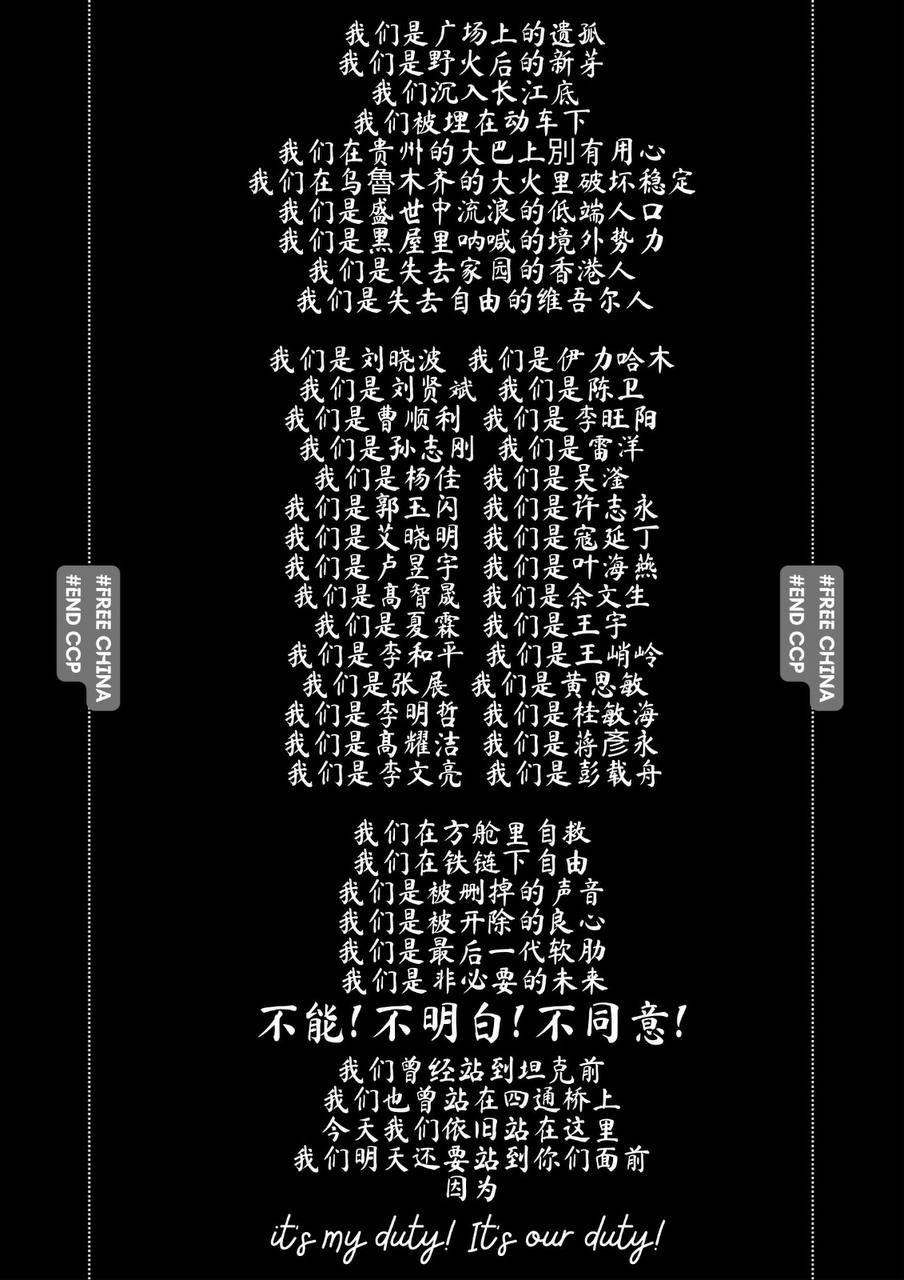 我们是广场上的遗孤
我们是野火后的新芽
我们沉入长江底
我们被埋在动车下
我们在贵州的大巴上別有用心
我们在乌魯木齐的大火里破坏稳定
我们是盛世中流浪的低端人口
我们是黑屋里呐喊的境外势力
我们是失去家园的香港人
我们是失去自由的维吾尔人
我们是刘晓波 我们是伊力哈木
我们是刘贤斌 我们是陈卫
我们是曹顺利 我们是李旺阳
我们是孙志刚 我们是雷洋
我们是杨佳 我们是吴淦
我们是郭玉闪 我们是许志永
我们是艾晓明 我们是寇延丁
我们是卢昱宇 我们是叶海燕
我们是高智晟 我们是余文生
我们是夏霖 我们是王宇
我们是李和平 我们是王峭岭
我们是张展 我们是黄思敏
我们是李明哲 我们是桂敏海
我们是高耀洁 我们是蒋彥永
我们是李文亮 我们是彭载舟
我们在方舱里自救
我们在铁链下自由
我们是被删掉的声音
我们是被开除的良心
我们是最后一代软肋
我们是非必要的未来
不能!不明白!不同意!
我们曾经站到坦克前
我们也曾站在四通桥上
今天我们依旧站在这里
我们明天还要站到你们面前
因为
it's my duty! It's our duty!
#FREE CHINA
#END CCP
#FREE CHINA
#END CCP